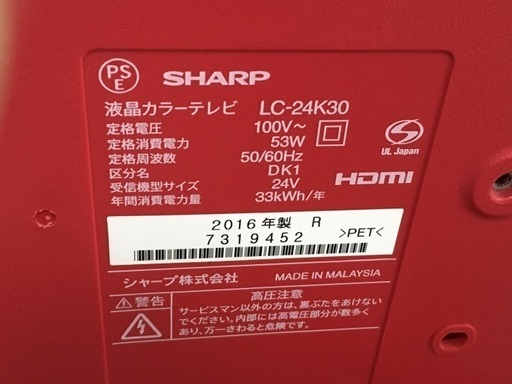 PS
E
SHARP
液晶カラーテレビ LC-24K30
定格電圧 100V~
定格消費電力 53W
定格周波数 50/60Hz
区分名 DK1
受信機型サイズ 24V
年間消費電力量 33kWh/年
UL Japan
HDMI
2016年製 R
7319452
>PET<
シャープ株式会社 MADE IN MALAYSIA
警告
高圧注意
サービスマン以外の方は、裏ぶたをあけない
でください。内部には高電圧部分が数多く
あり、万一さわると危険です。